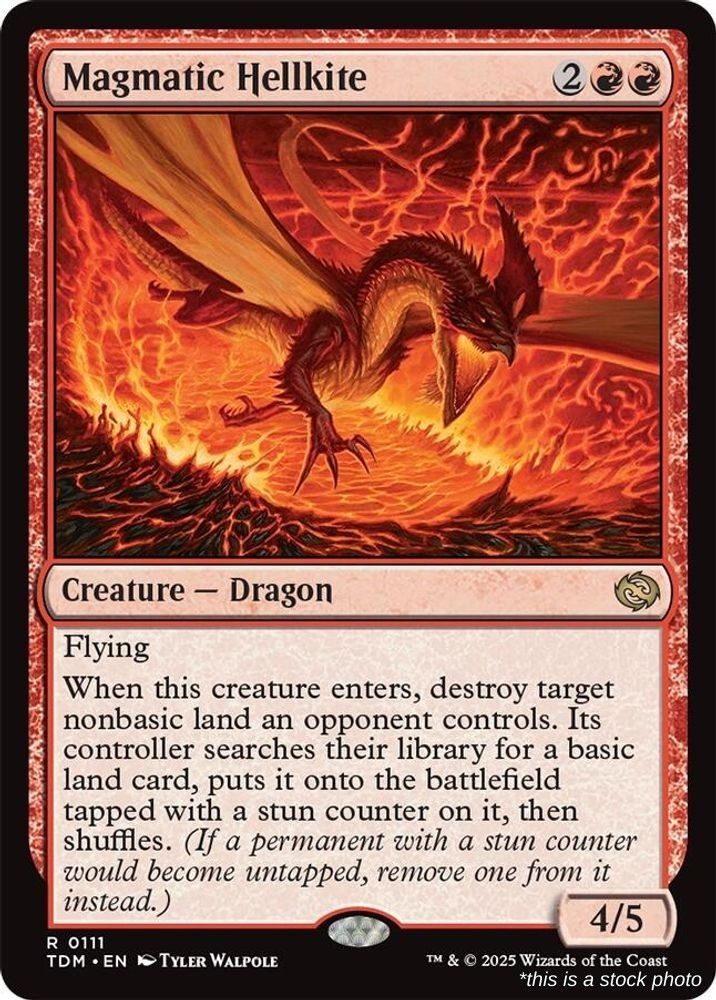 Magmatic Hellkite 2
Creature — Dragon
Flying
When this creature enters, destroy target
nonbasic land an opponent controls. Its
controller searches their library for a basic
land card, puts it onto the battlefield
tapped with a stun counter on it, then
shuffles. (If a permanent with a stun counter
would become untapped, remove one from it
instead.)
4/5
R 0111
TDM • EN Tyler Walpole
™ & © 2025 Wizards of the Coast
*this is a stock photo